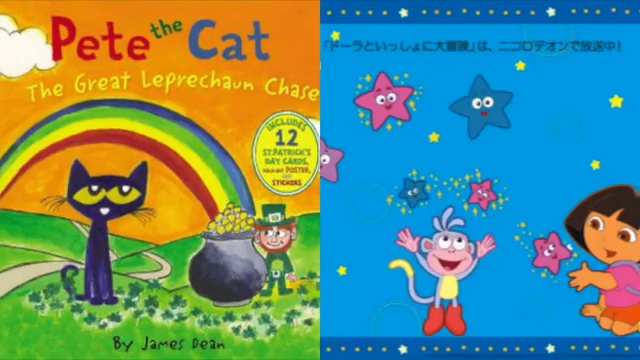 Pete the Cat
The Great Leprechaun Chase
INCLUDES
12
ST. PATRICK'S
DAY CARDS,
FOLD-OUT POSTER,
AND
STICKERS
By James Dean
「ドーラといっしょに大冒険」は、ニコロデオンで放送中!